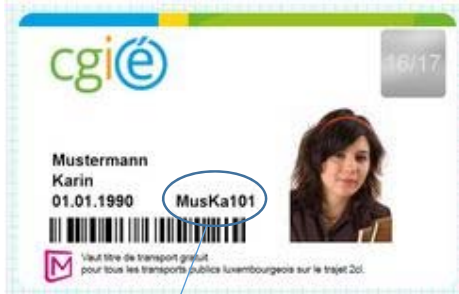 cgié
16/17
Mustermann
Karin
01.01.1990 MusKa101
M Vaut titre de transport gratuit
pour tous les transports publics luxembourgeois sur le trajet 2cl.